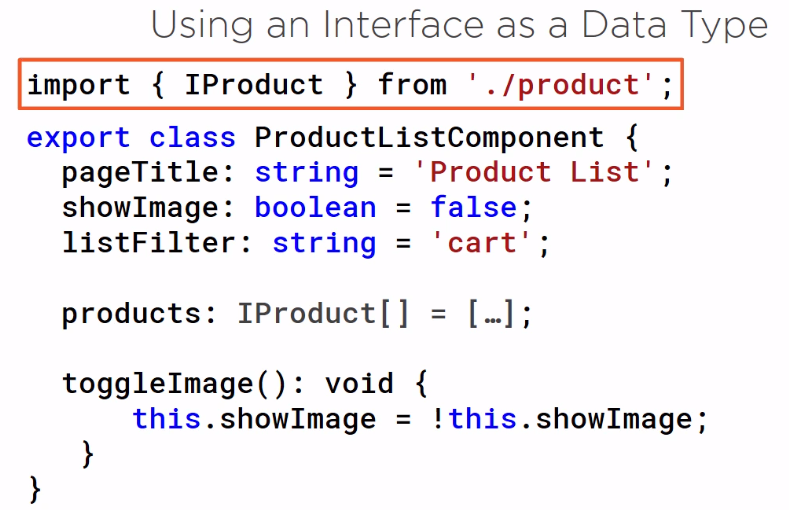 Using an Interface as a Data Type
import { IProduct } from './product';
export class ProductListComponent {
pageTitle: string = 'Product List';
showImage: boolean = false;
listFilter: string = 'cart';
products: IProduct[] = […];
toggleImage(): void {
this.showImage = !this.showImage;
}
}